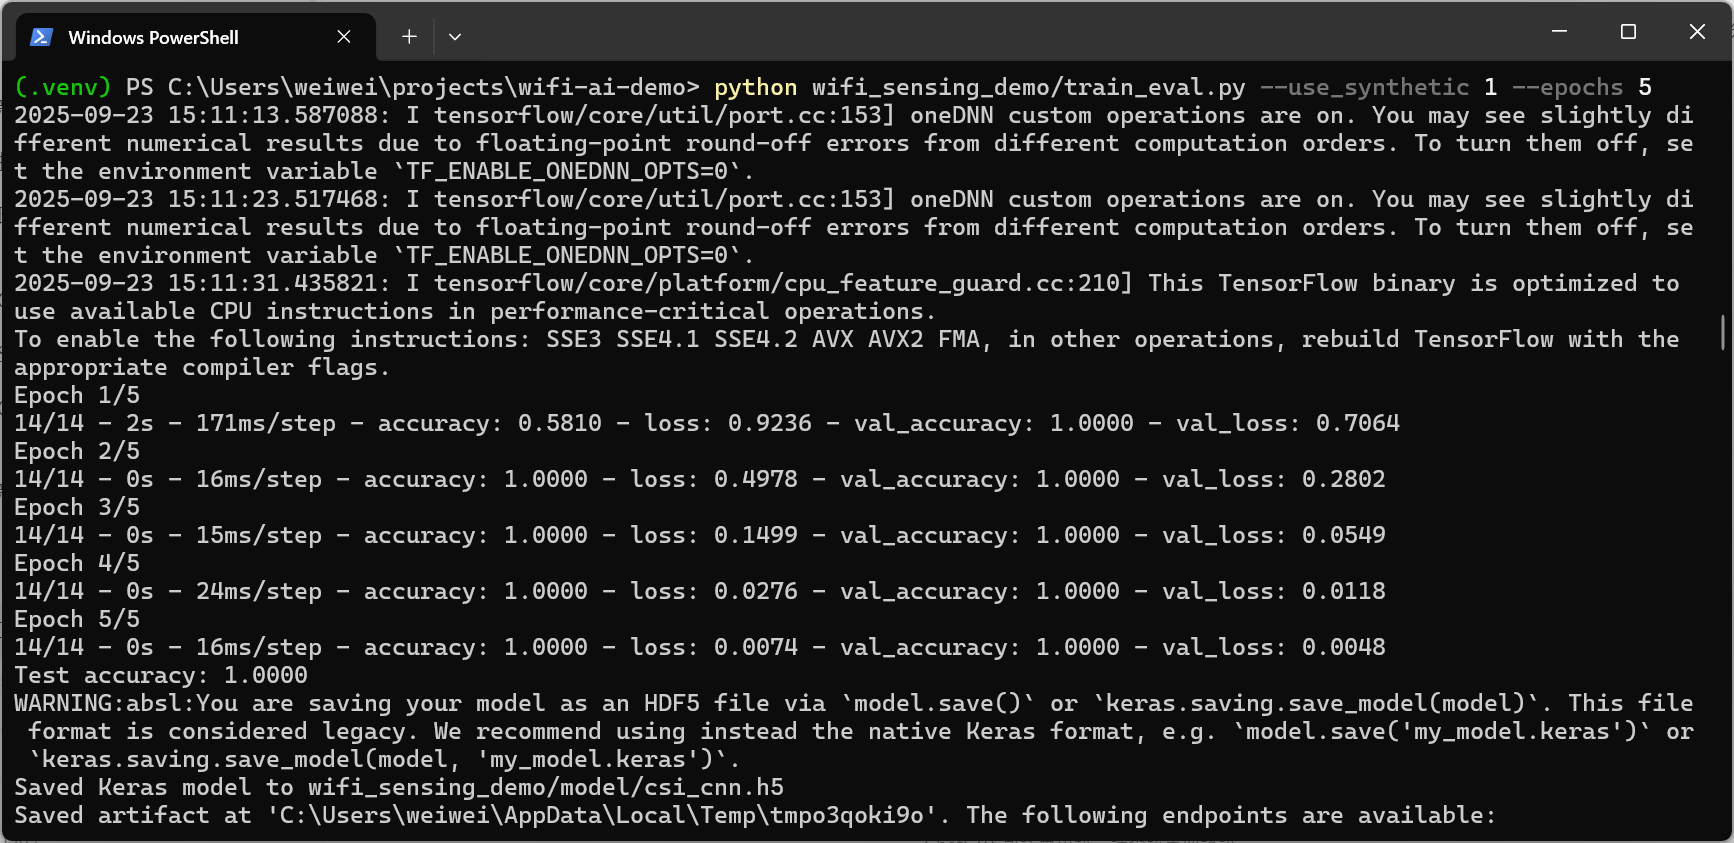 Windows PowerShell
(.venv) PS C:\Users\weiwei\projects\wifi-ai-demo> python wifi_sensing_demo/train_eval.py --use_synthetic 1 --epochs 5
2025-09-23 15:11:13.587088: I tensorflow/core/util/port.cc:153] oneDNN custom operations are on. You may see slightly di
fferent numerical results due to floating-point round-off errors from different computation orders. To turn them off, se
t the environment variable `TF_ENABLE_ONEDNN_OPTS=0`.
2025-09-23 15:11:23.517468: I tensorflow/core/util/port.cc:153] oneDNN custom operations are on. You may see slightly di
fferent numerical results due to floating-point round-off errors from different computation orders. To turn them off, se
t the environment variable `TF_ENABLE_ONEDNN_OPTS=0`.
2025-09-23 15:11:31.435821: I tensorflow/core/platform/cpu_feature_guard.cc:210] This TensorFlow binary is optimized to
use available CPU instructions in performance-critical operations.
To enable the following instructions: SSE3 SSE4.1 SSE4.2 AVX AVX2 FMA, in other operations, rebuild TensorFlow with the
appropriate compiler flags.
Epoch 1/5
14/14 - 2s - 171ms/step - accuracy: 0.5810 - loss: 0.9236 - val_accuracy: 1.0000 - val_loss: 0.7064
Epoch 2/5
14/14 - 0s - 16ms/step - accuracy: 1.0000 - loss: 0.4978 - val_accuracy: 1.0000 - val_loss: 0.2802
Epoch 3/5
14/14 - 0s - 15ms/step - accuracy: 1.0000 - loss: 0.1499 - val_accuracy: 1.0000 - val_loss: 0.0549
Epoch 4/5
14/14 - 0s - 24ms/step - accuracy: 1.0000 - loss: 0.0276 - val_accuracy: 1.0000 - val_loss: 0.0118
Epoch 5/5
14/14 - 0s - 16ms/step - accuracy: 1.0000 - loss: 0.0074 - val_accuracy: 1.0000 - val_loss: 0.0048
Test accuracy: 1.0000
WARNING:absl:You are saving your model as an HDF5 file via `model.save()` or `keras.saving.save_model(model)`. This file
 format is considered legacy. We recommend using instead the native Keras format, e.g. `model.save('my_model.keras')` or
 `keras.saving.save_model(model, 'my_model.keras')`.
Saved Keras model to wifi_sensing_demo/model/csi_cnn.h5
Saved artifact at 'C:\Users\weiwei\AppData\Local\Temp\tmpo3qoki9o'. The following endpoints are available: